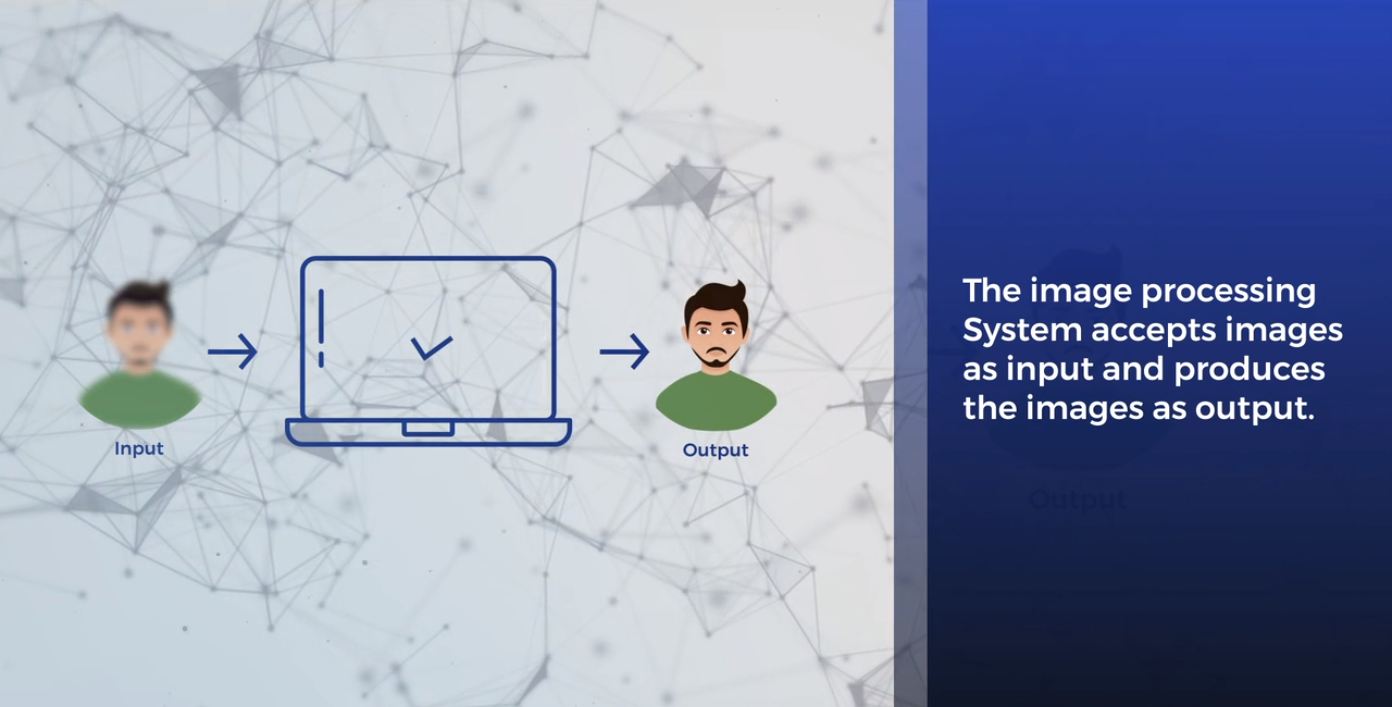 Input
Output
The image processing
System accepts images
as input and produces
the images as output.
Output